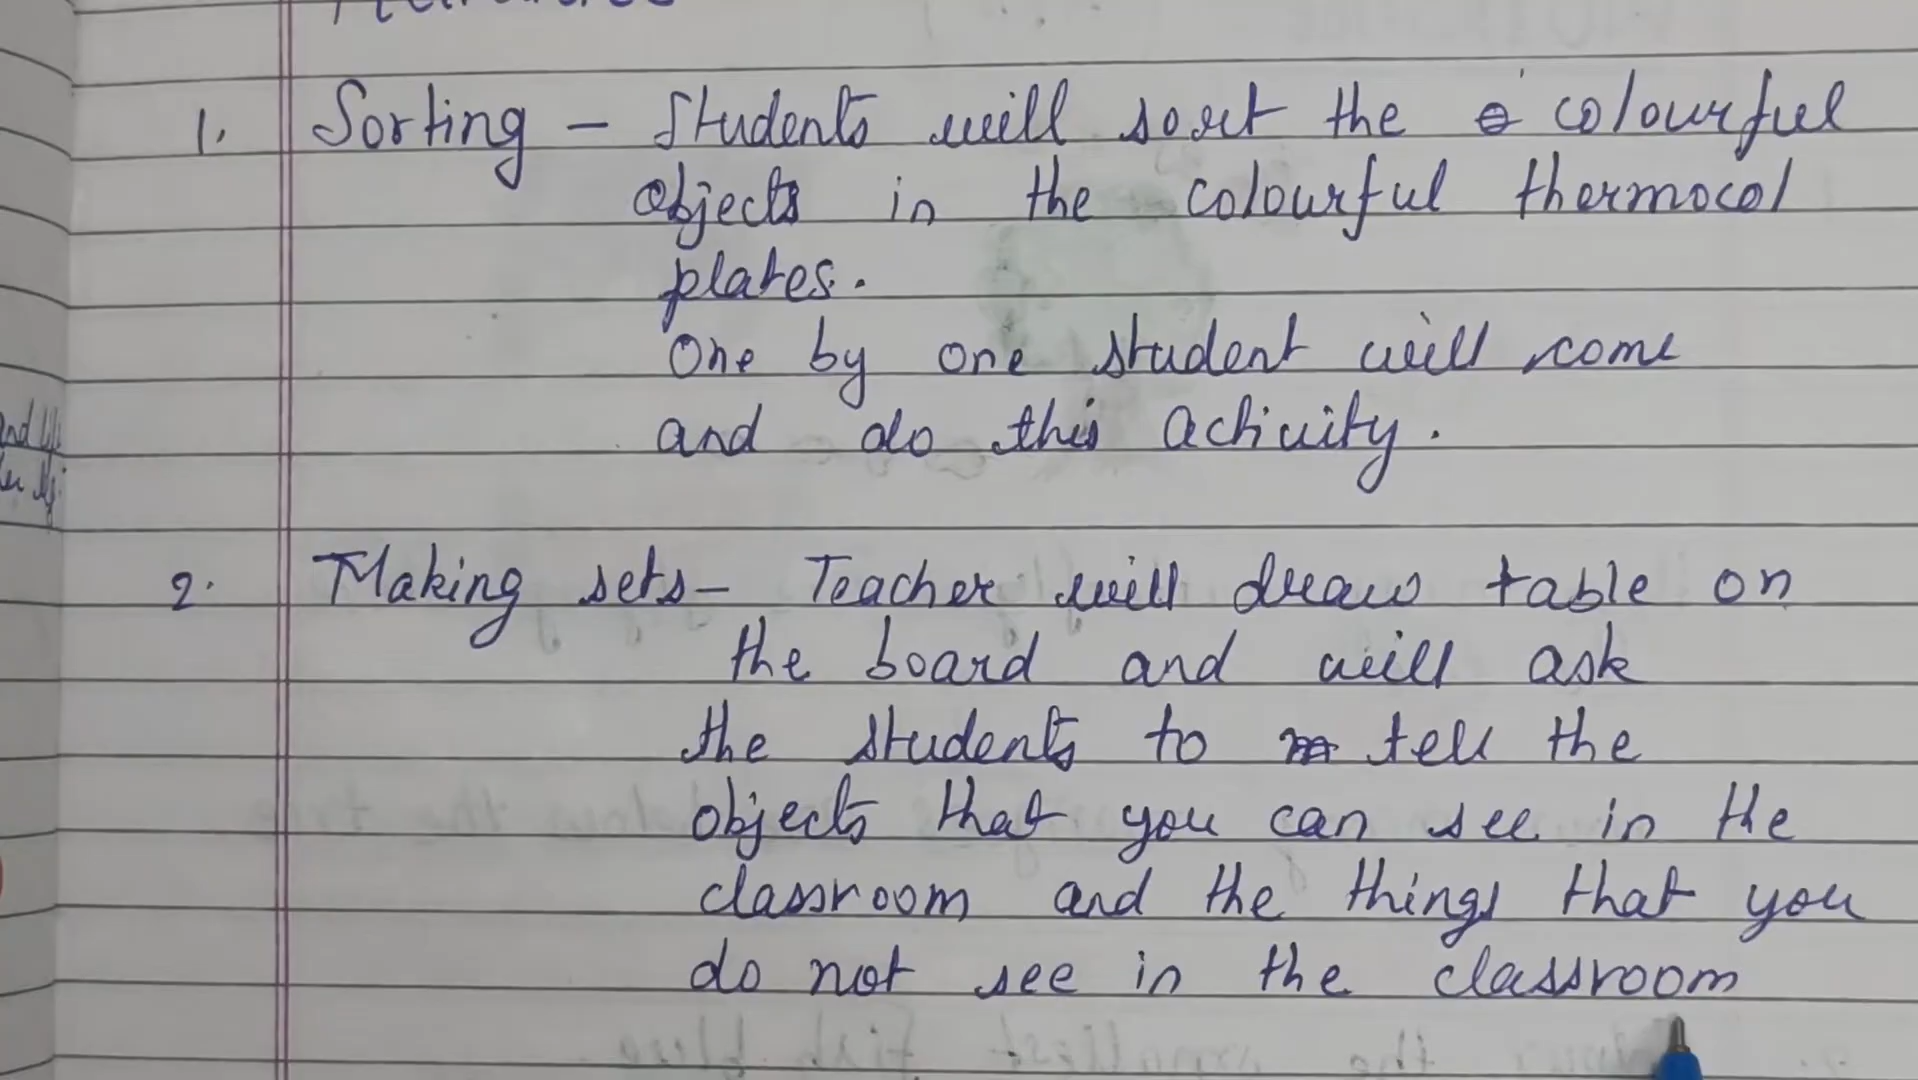 1. Sorting - Students will sort the colourful
objects in the colourful thermocol
plates.
One by one student will come
and do this activity.
2. Making sets - Teacher will draw table on
the board and will ask
the students to tell the
objects that you can see in the
classroom and the things that you
do not see in the classroom